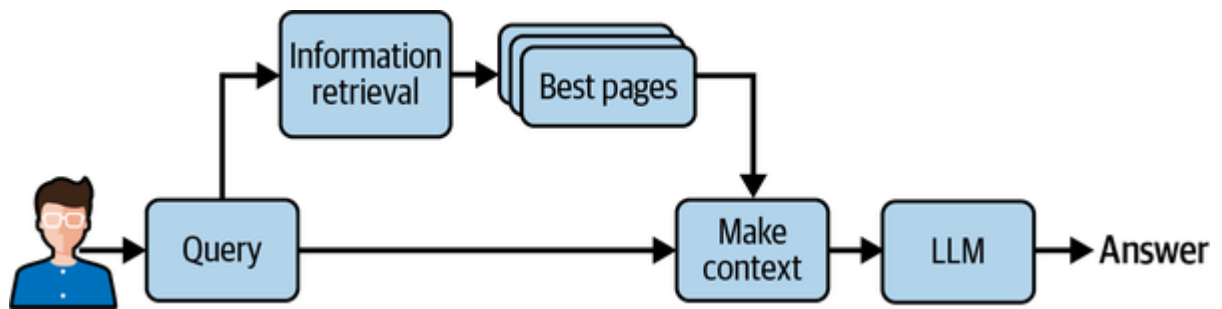 Information
retrieval
Best pages
Query
Make
context
LLM
Answer